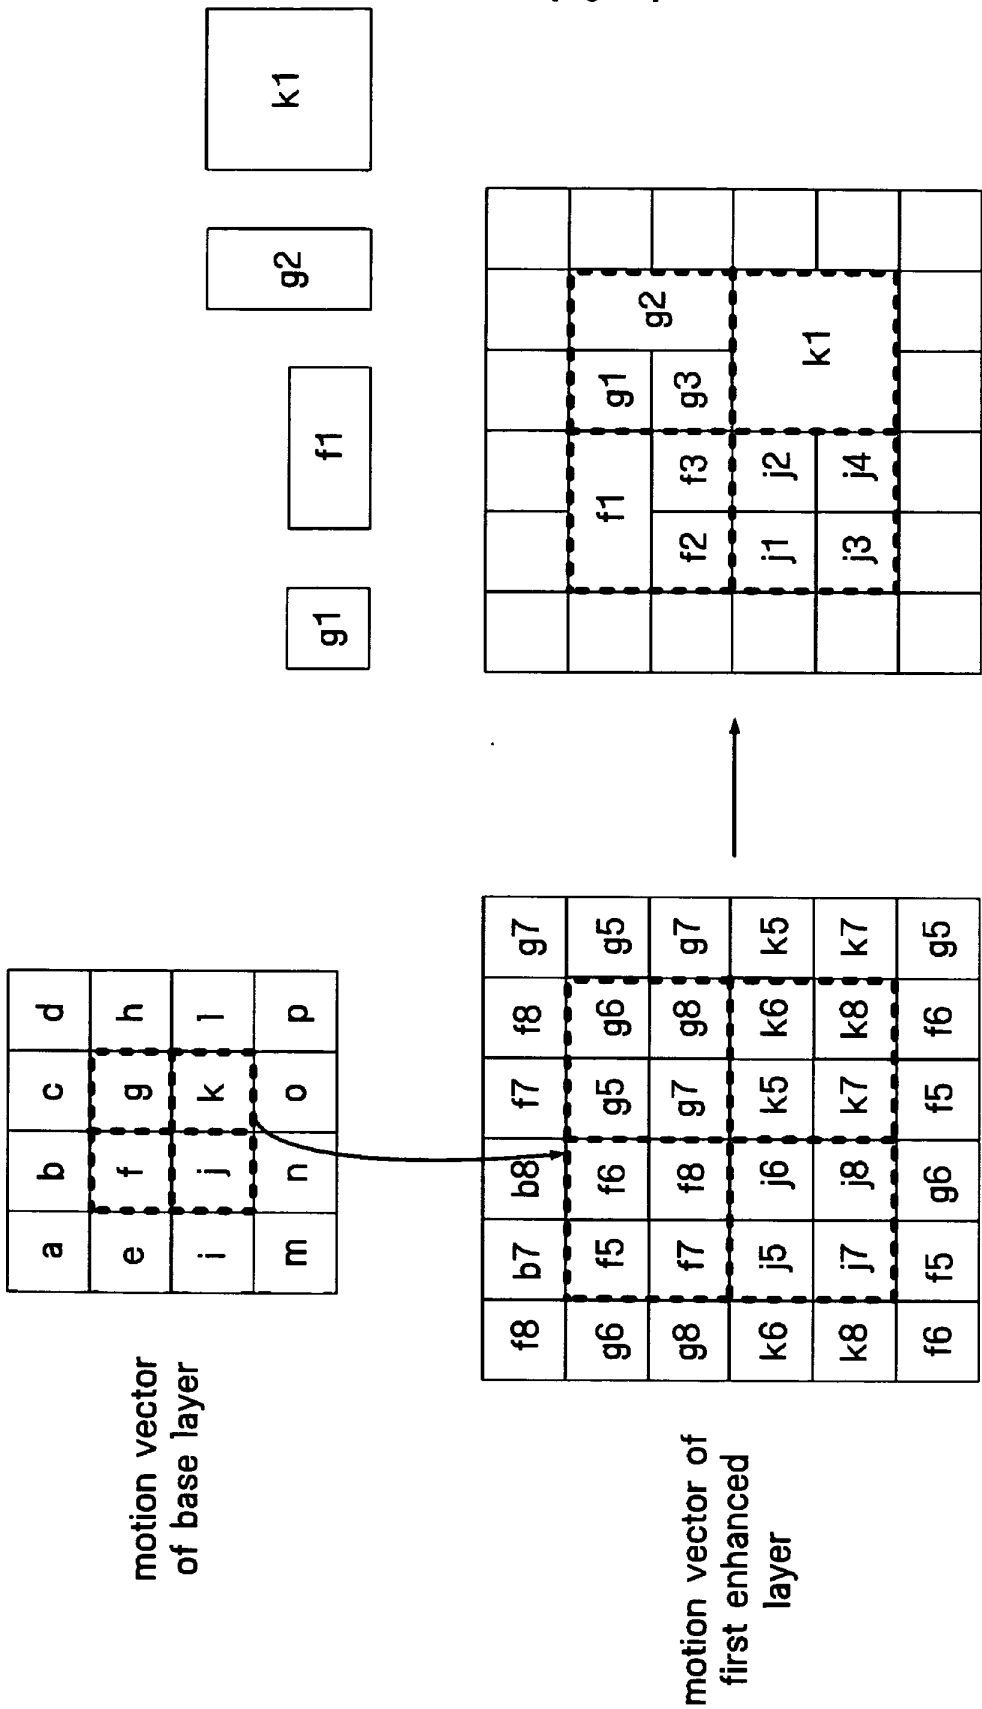 motion vector
of base layer
a b c d
e f g h
i j k l
m n o p
g1 f1 g2 k1
motion vector of
first enhanced
layer
f8 b7 b8 f7 f8 g7
g6 f5 f6 g5 g6 g5
g8 f7 f8 g7 g8 g7
k6 j5 j6 k5 k6 k5
k8 j7 j8 k7 k8 k7
f6 f5 g6 f5 f6 g5
f1 g1 g2
f2 f3 g3
j1 j2 k1
j3 j4